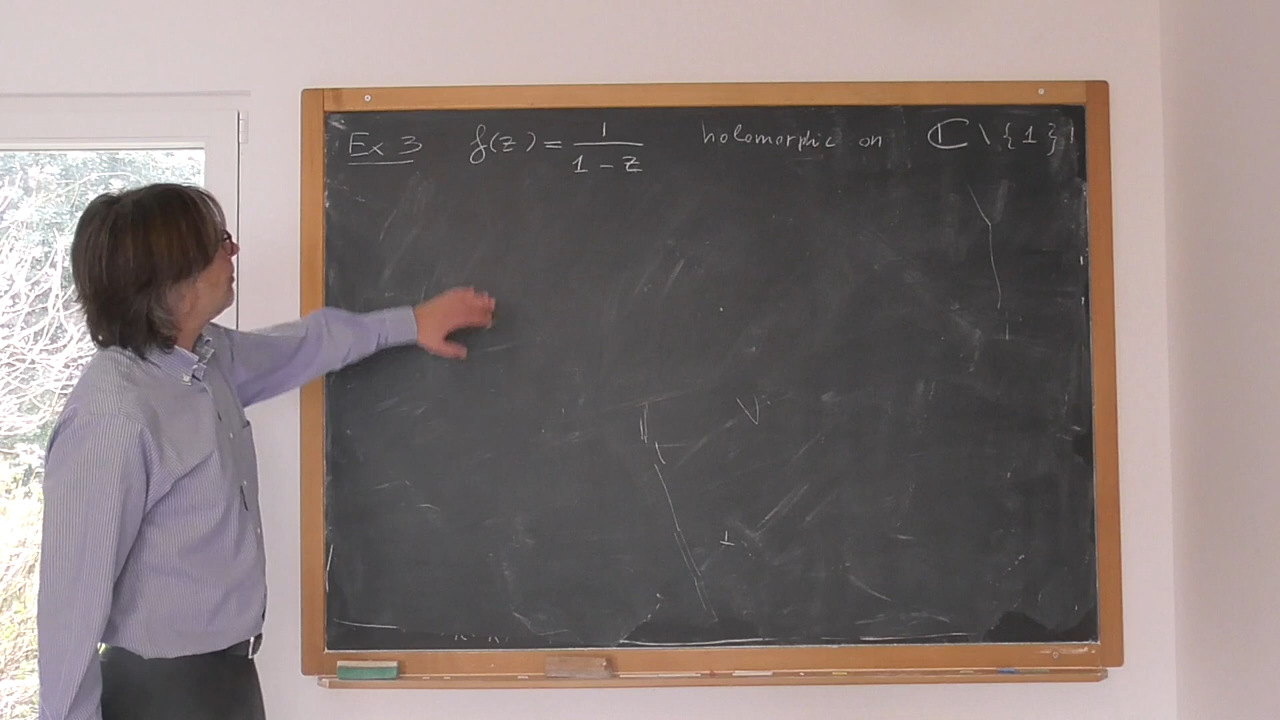 Ex 3 f(z) = 1/(1 - z) holomorphic on ℂ \ {1}